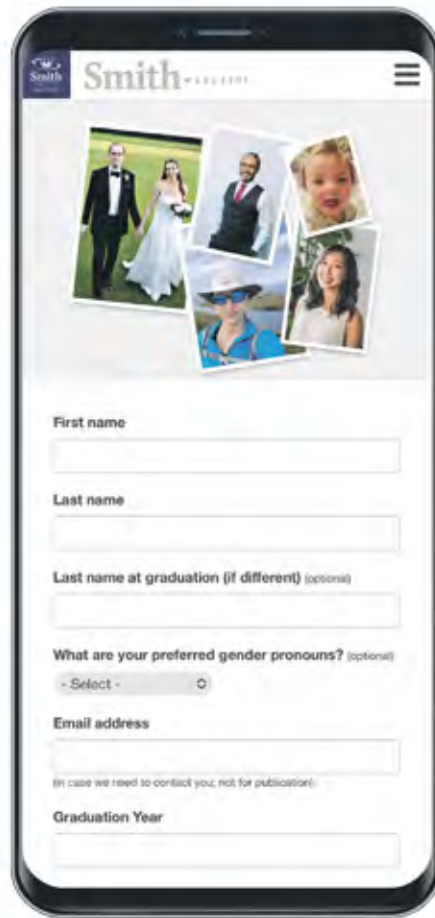 Smith
Smith MAGAZINE
First name
Last name
Last name at graduation (if different) (optional)
What are your preferred gender pronouns? (optional)
- Select -
Email address
(in case we need to contact you; not for publication).
Graduation Year